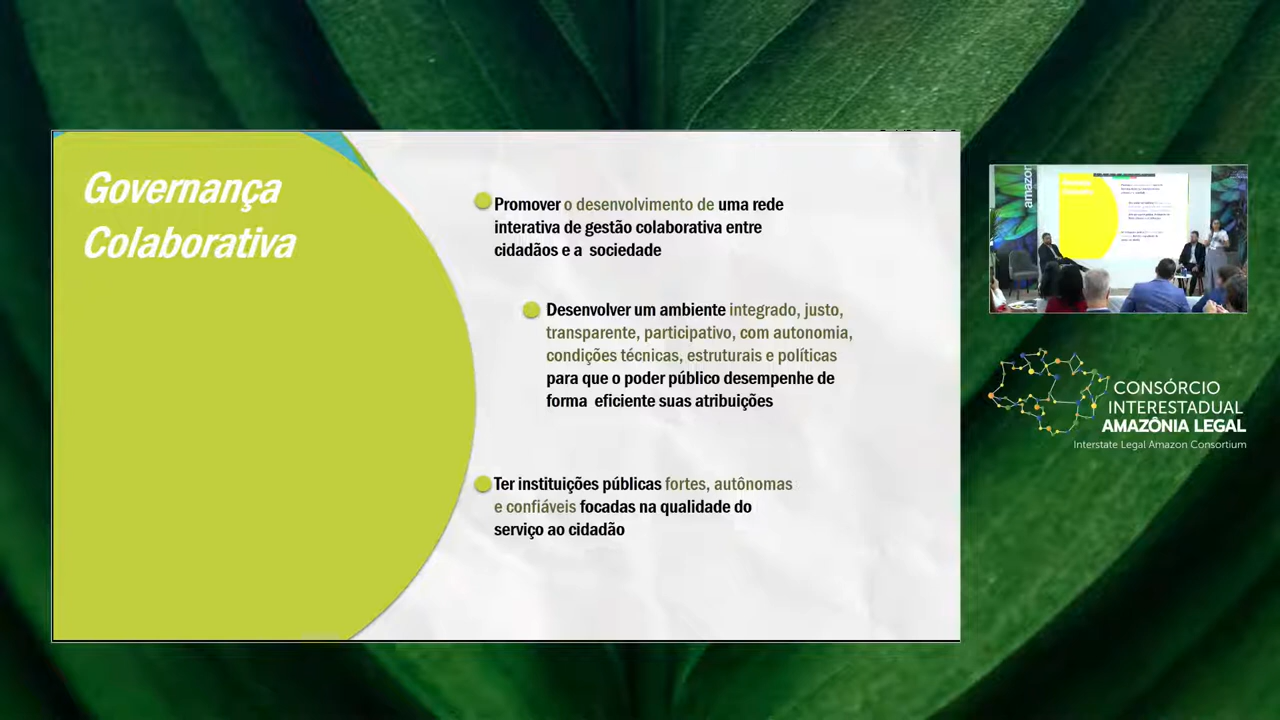 Governança
Colaborativa
Promover o desenvolvimento de uma rede
interativa de gestão colaborativa entre
cidadãos e a sociedade
Desenvolver um ambiente integrado, justo,
transparente, participativo, com autonomia,
condições técnicas, estruturais e políticas
para que o poder público desempenhe de
forma eficiente suas atribuições
Ter instituições públicas fortes, autônomas
e confiáveis focadas na qualidade do
serviço ao cidadão
amazon
CONSÓRCIO
INTERESTADUAL
AMAZÔNIA LEGAL
Interstate Legal Amazon Consortium